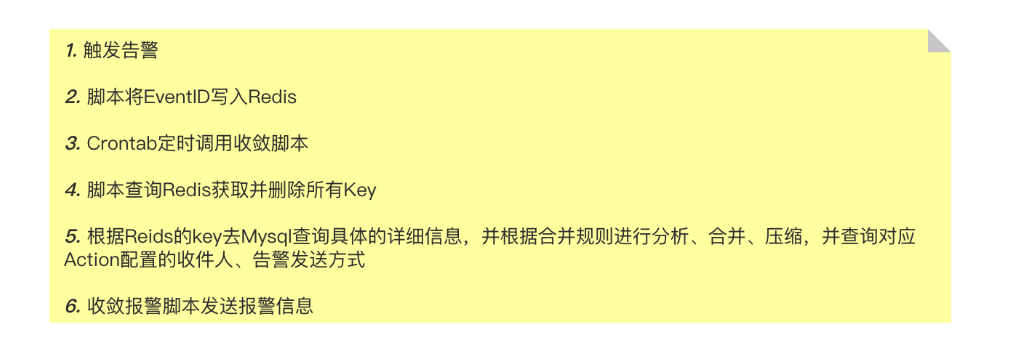 1. 触发告警
2. 脚本将EventID写入Redis
3. Crontab定时调用收敛脚本
4. 脚本查询Redis获取并删除所有Key
5. 根据Reids的key去Mysql查询具体的详细信息，并根据合并规则进行分析、合并、压缩，并查询对应
Action配置的收件人、告警发送方式
6. 收敛报警脚本发送报警信息